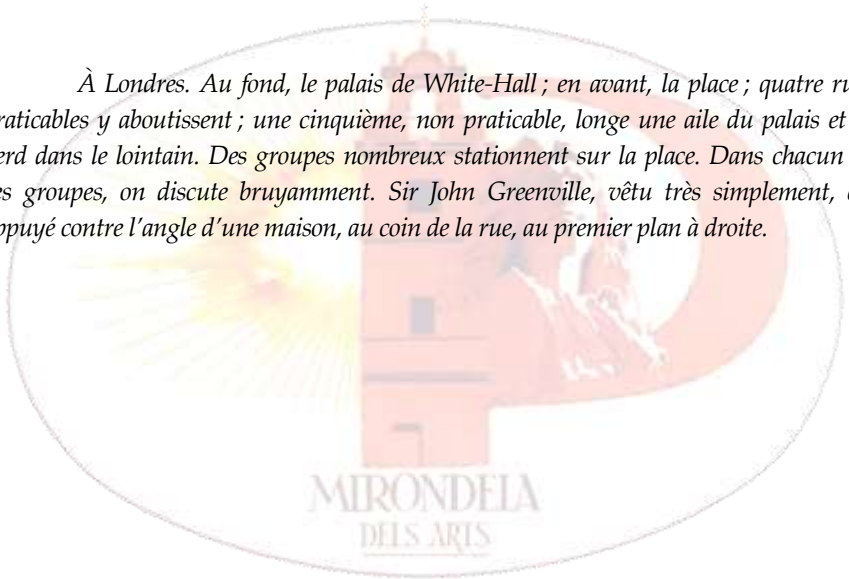 À Londres. Au fond, le palais de White-Hall ; en avant, la place ; quatre
raticables y aboutissent ; une cinquième, non praticable, longe une aile du palais et
erd dans le lointain. Des groupes nombreux stationnent sur la place. Dans chacun
es groupes, on discute bruyamment. Sir John Greenville, vêtu très simplement,
ppuyé contre l'angle d'une maison, au coin de la rue, au premier plan à droite.
MIRONDELA
DELS ARTS